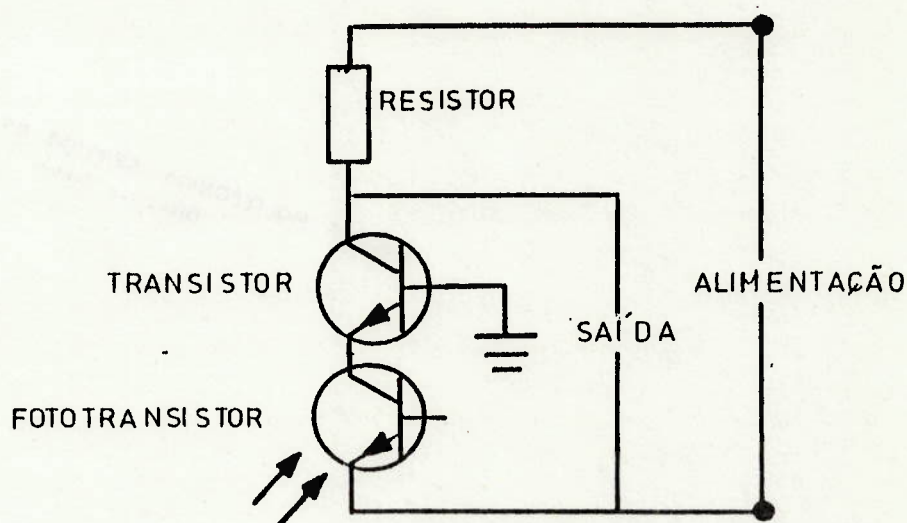 RESISTOR
TRANSISTOR
ALIMENTAÇÃO
SAÍDA
FOTOTRANSISTOR